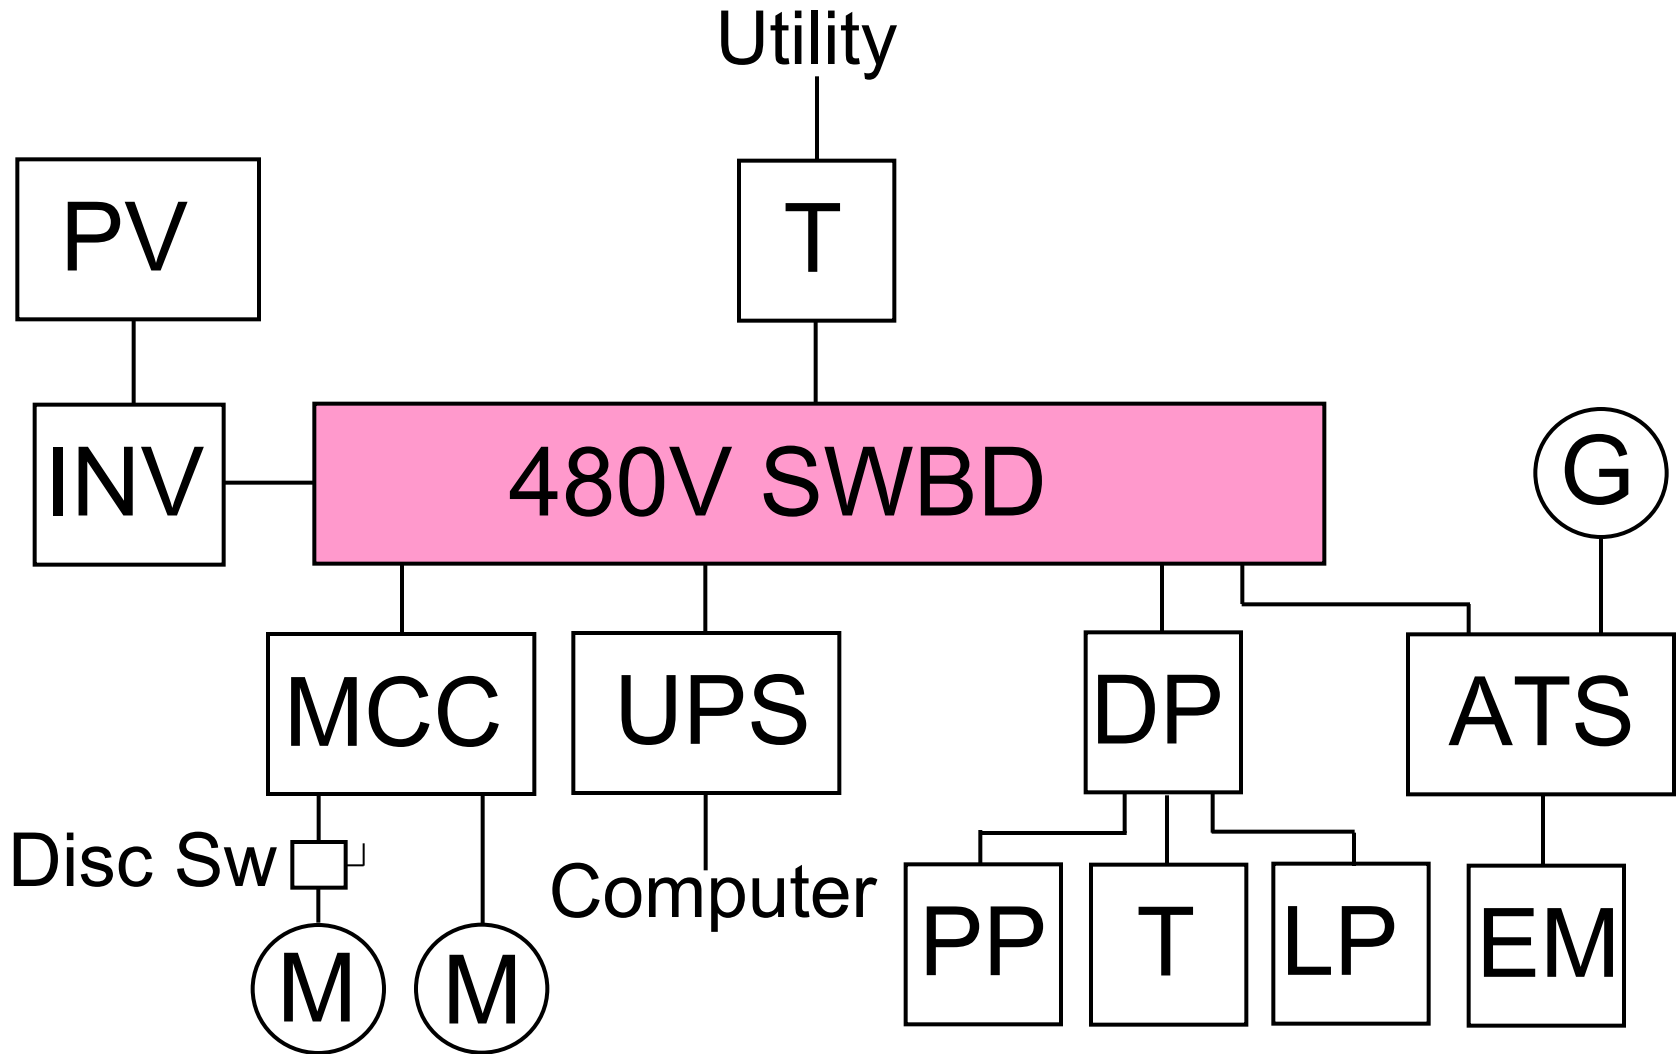 Utility
PV
T
INV
480V SWBD
G
MCC
UPS
DP
ATS
Disc Sw
Computer
PP
T
LP
EM
M
M